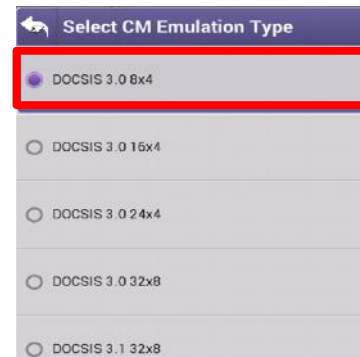 Select CM Emulation Type
DOCSIS 3.0 8x4
DOCSIS 3.0 16x4
DOCSIS 3.0 24x4
DOCSIS 3.0 32x8
DOCSIS 3.1 32x8